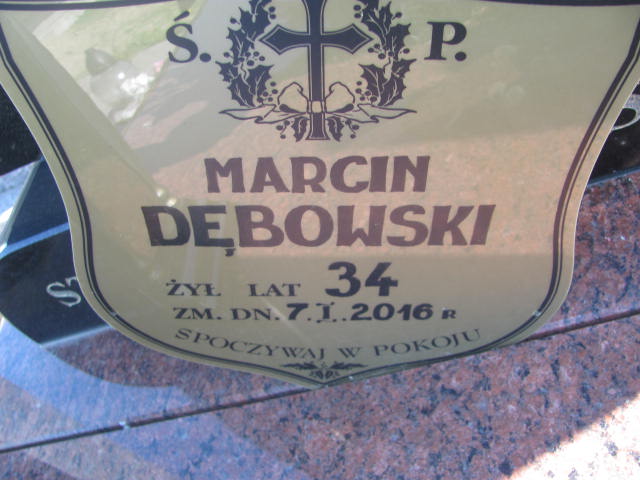 Ś. P.
MARCIN
DĘBOWSKI
ŻYŁ LAT 34
ZM. DN. 7.I.2016 R
SPOCZYWAJ W POKOJU